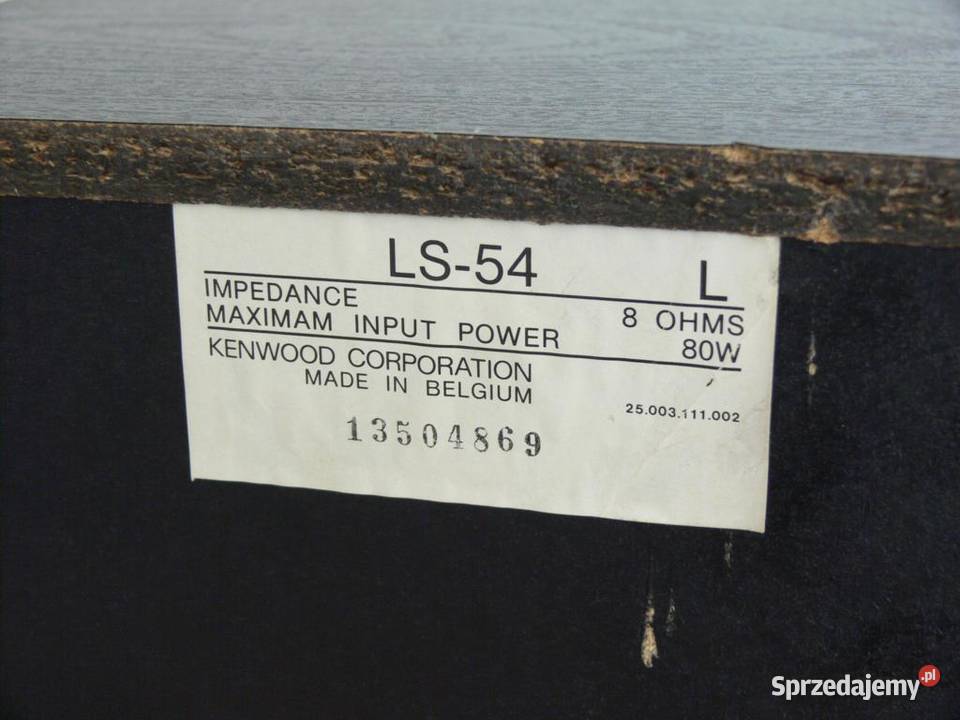 LS-54 L
IMPEDANCE 8 OHMS
MAXIMAM INPUT POWER 80W
KENWOOD CORPORATION
MADE IN BELGIUM
25.003.111.002
13504869
Sprzedajemy.pl